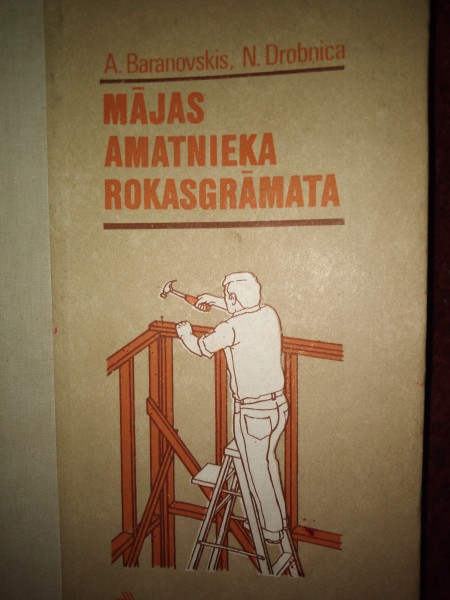 A. Baranovskis, N. Drobnica
MĀJAS
AMATNIEKA
ROKASGRĀMATA